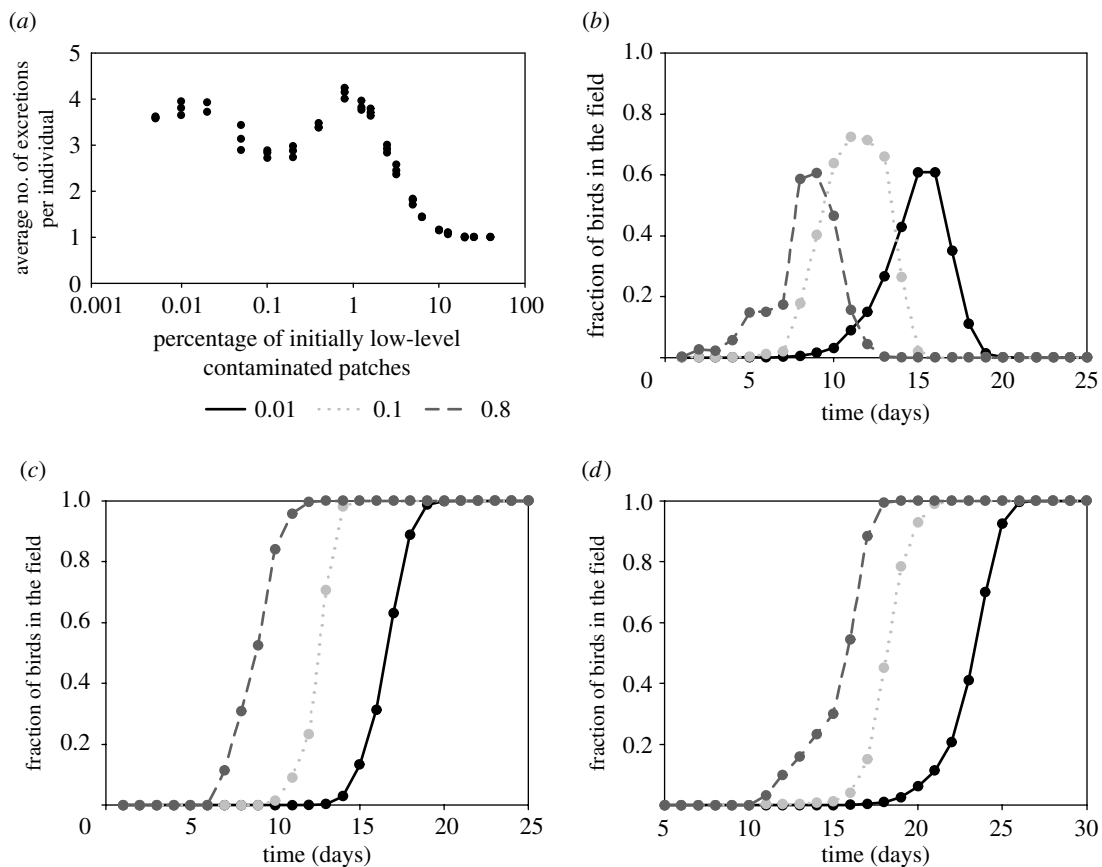 (a)
average no. of excretions
per individual
5
4
3
2
1
0
0.001 0.01 0.1 1 10 100
percentage of initially low-level
contaminated patches
0.01 0.1 0.8
(b)
fraction of birds in the field
1.0
0.8
0.6
0.4
0.2
0 5 10 15 20 25
time (days)
(c)
fraction of birds in the field
1.0
0.8
0.6
0.4
0.2
0 5 10 15 20 25
time (days)
(d)
fraction of birds in the field
1.0
0.8
0.6
0.4
0.2
5 10 15 20 25 30
time (days)